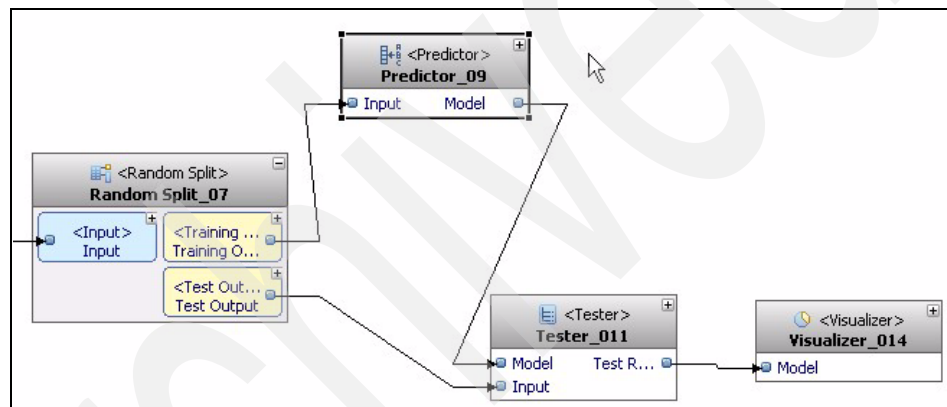 <Predictor>
Predictor_09
Input Model
<Random Split>
Random Split_07
<Input>
Input
<Training ...
Training O...
<Test Out...
Test Output
<Tester>
Tester_011
Model Test R...
Input
<Visualizer>
Visualizer_014
Model